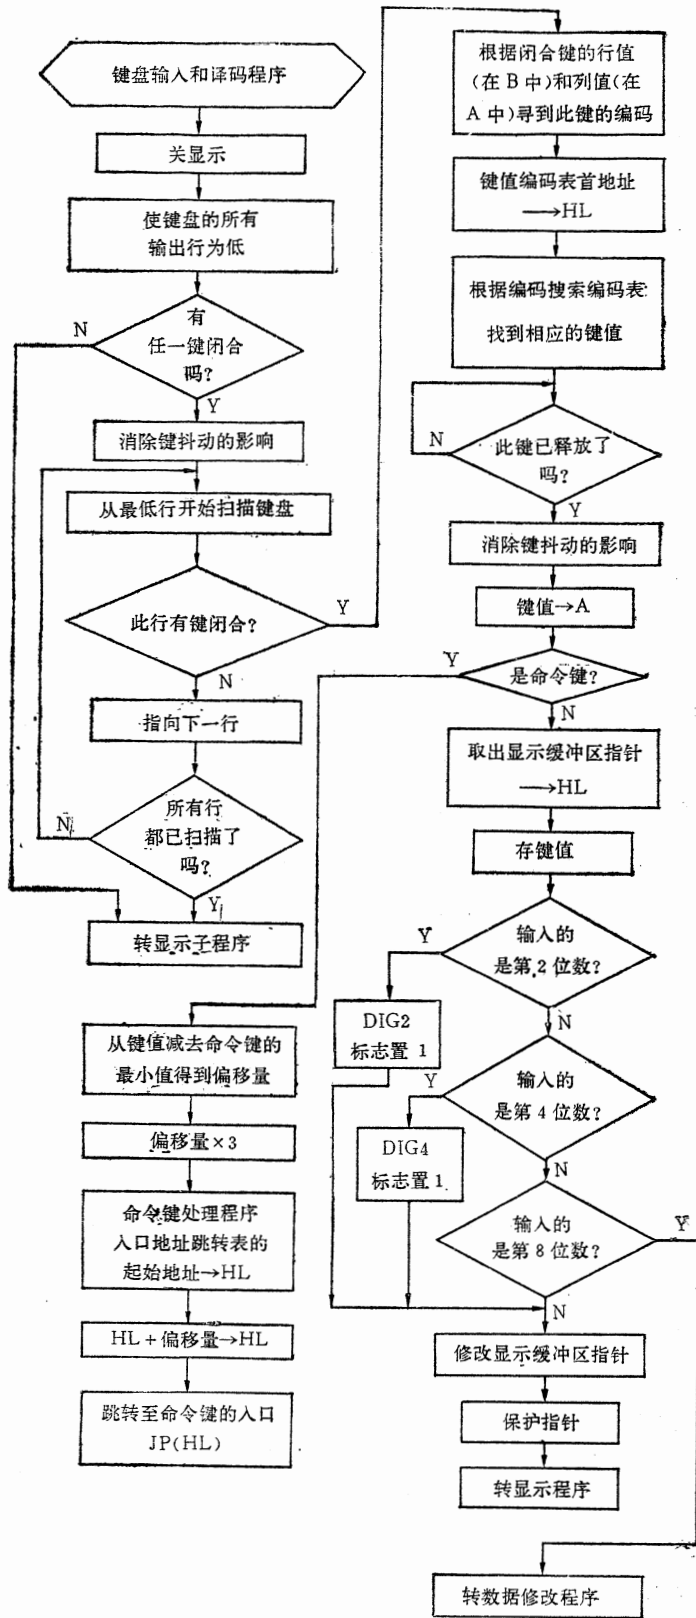 键盘输入和译码程序
关显示
使键盘的所有
输出行为低
有
任一键闭合
吗?
N
Y
消除键抖动的影响
从最低行开始扫描键盘
此行有键闭合?
Y
N
指向下一行
所有行
都已扫描了
吗?
N
Y
转显示子程序
根据闭合键的行值
(在 B 中)和列值(在
A 中)寻到此键的编码
键值编码表首地址
→HL
根据编码搜索编码表
找到相应的键值
此键已释放了
吗?
N
Y
消除键抖动的影响
键值→A
是命令键?
Y
N
取出显示缓冲区指针
→HL
存键值
输入的
是第 2 位数?
Y
N
DIG2
标志置 1
输入的
是第 4 位数?
Y
N
DIG4
标志置 1
输入的
是第 8 位数?
Y
N
修改显示缓冲区指针
保护指针
转显示程序
转数据修改程序
从键值减去命令键的
最小值得到偏移量
偏移量×3
命令键处理程序
入口地址跳转表的
起始地址→HL
HL+偏移量→HL
跳转至命令键的入口
JP(HL)